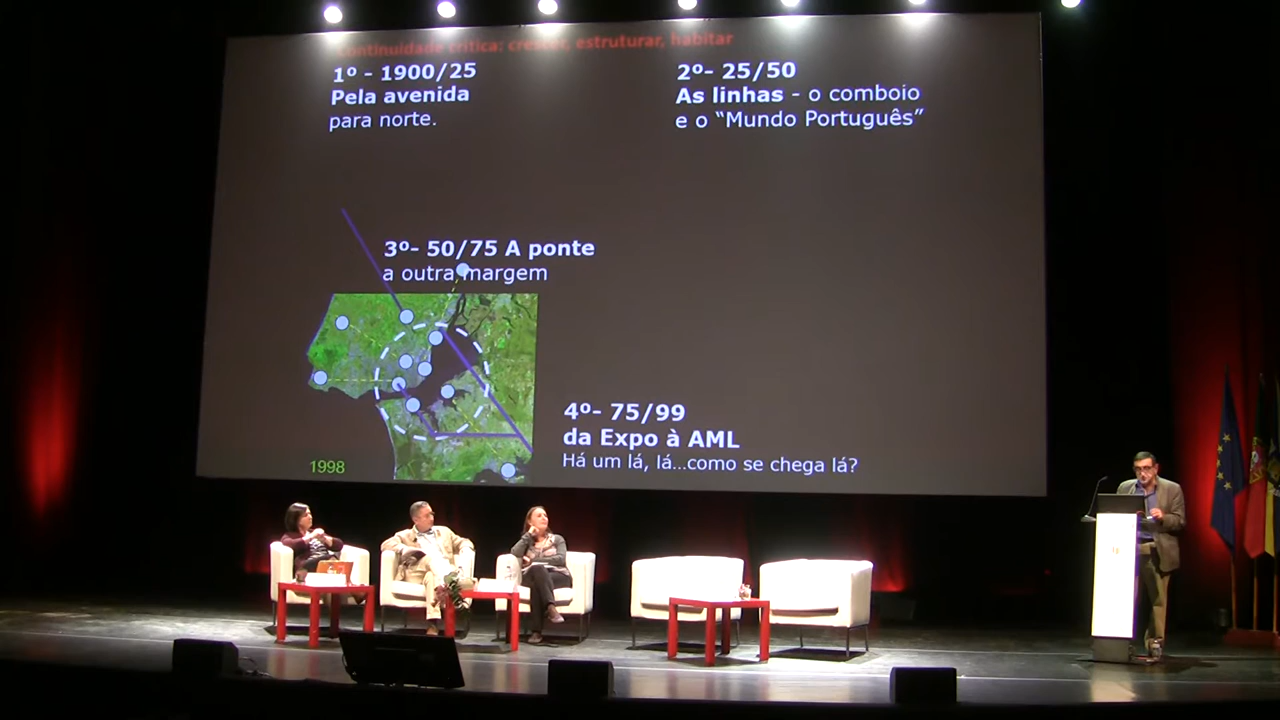 continuidade crítica: crescer, estruturar, habitar
1º - 1900/25
Pela avenida
para norte.
2º- 25/50
As linhas - o comboio
e o “Mundo Português”
3º- 50/75 A ponte
a outra margem
1998
4º- 75/99
da Expo à AML
Há um lá, lá...como se chega lá?